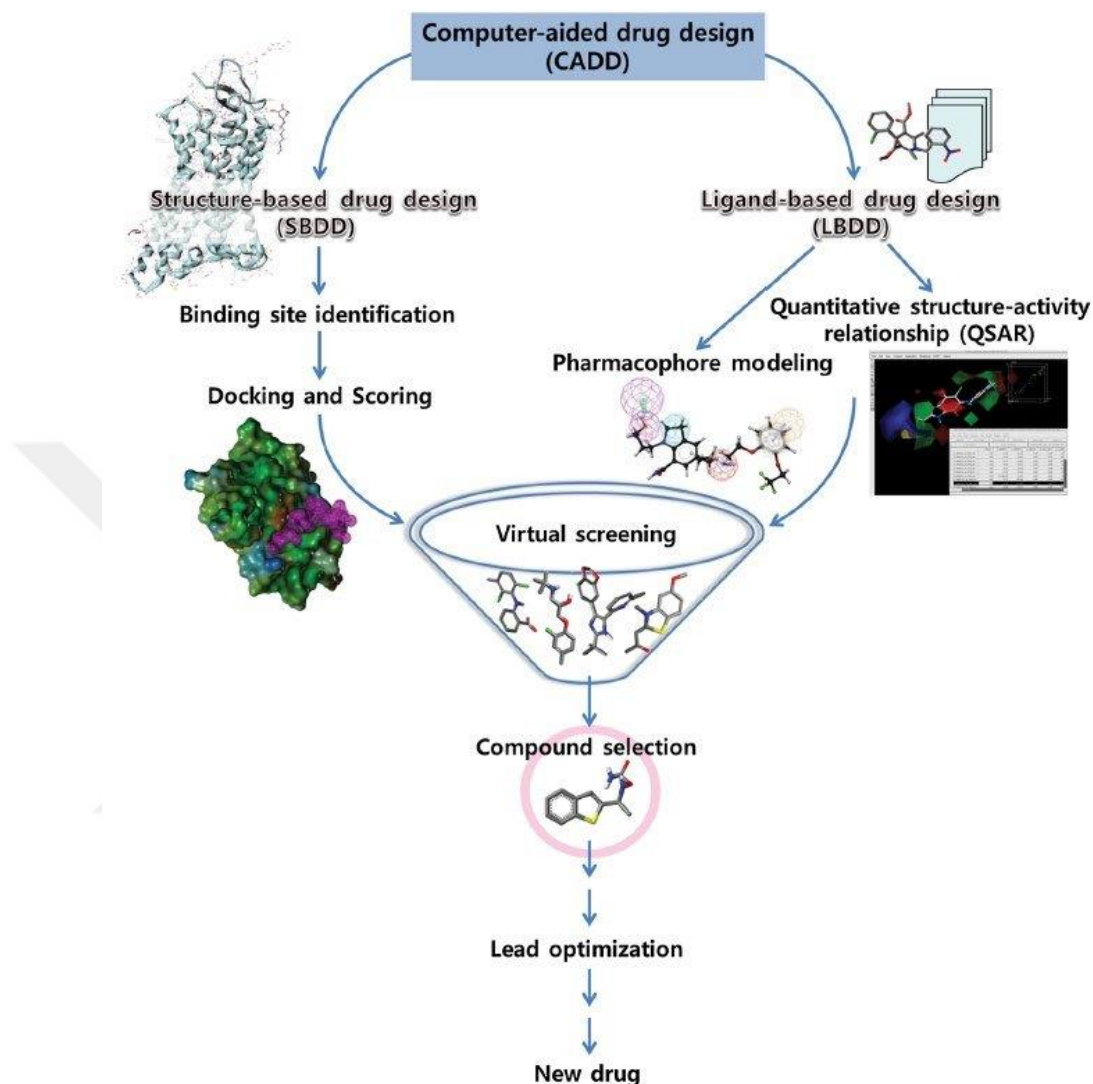 Computer-aided drug design
(CADD)
Structure-based drug design
(SBDD)
Ligand-based drug design
(LBDD)
Binding site identification
Quantitative structure-activity
relationship (QSAR)
Pharmacophore modeling
Docking and Scoring
Virtual screening
Compound selection
Lead optimization
New drug